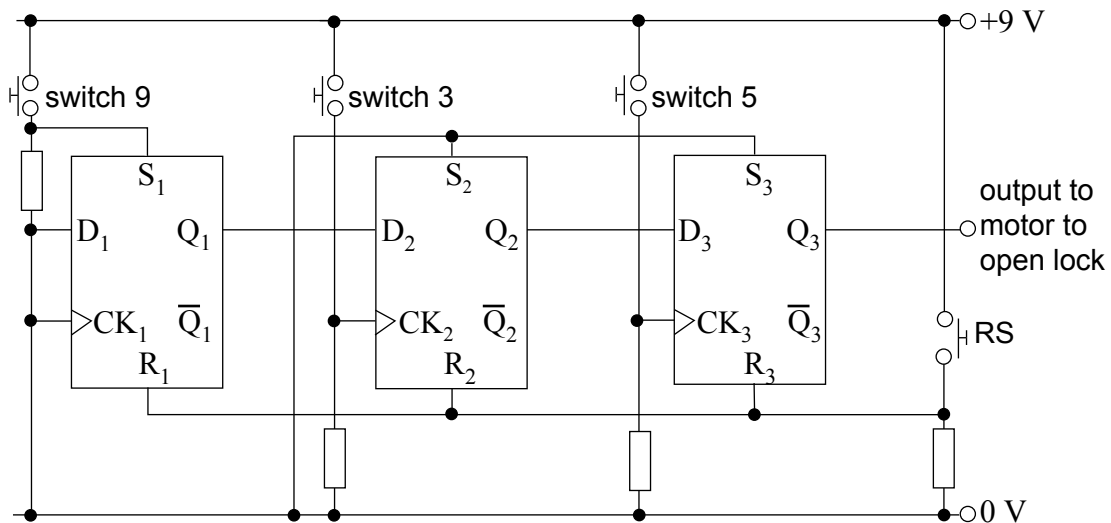 +9 V
switch 9
switch 3
switch 5
S₁
S₂
S₃
output to
motor to
open lock
D₁
Q₁
D₂
Q₂
D₃
Q₃
CK₁
Q̅₁
CK₂
Q̅₂
CK₃
Q̅₃
RS
R₁
R₂
R₃
0 V